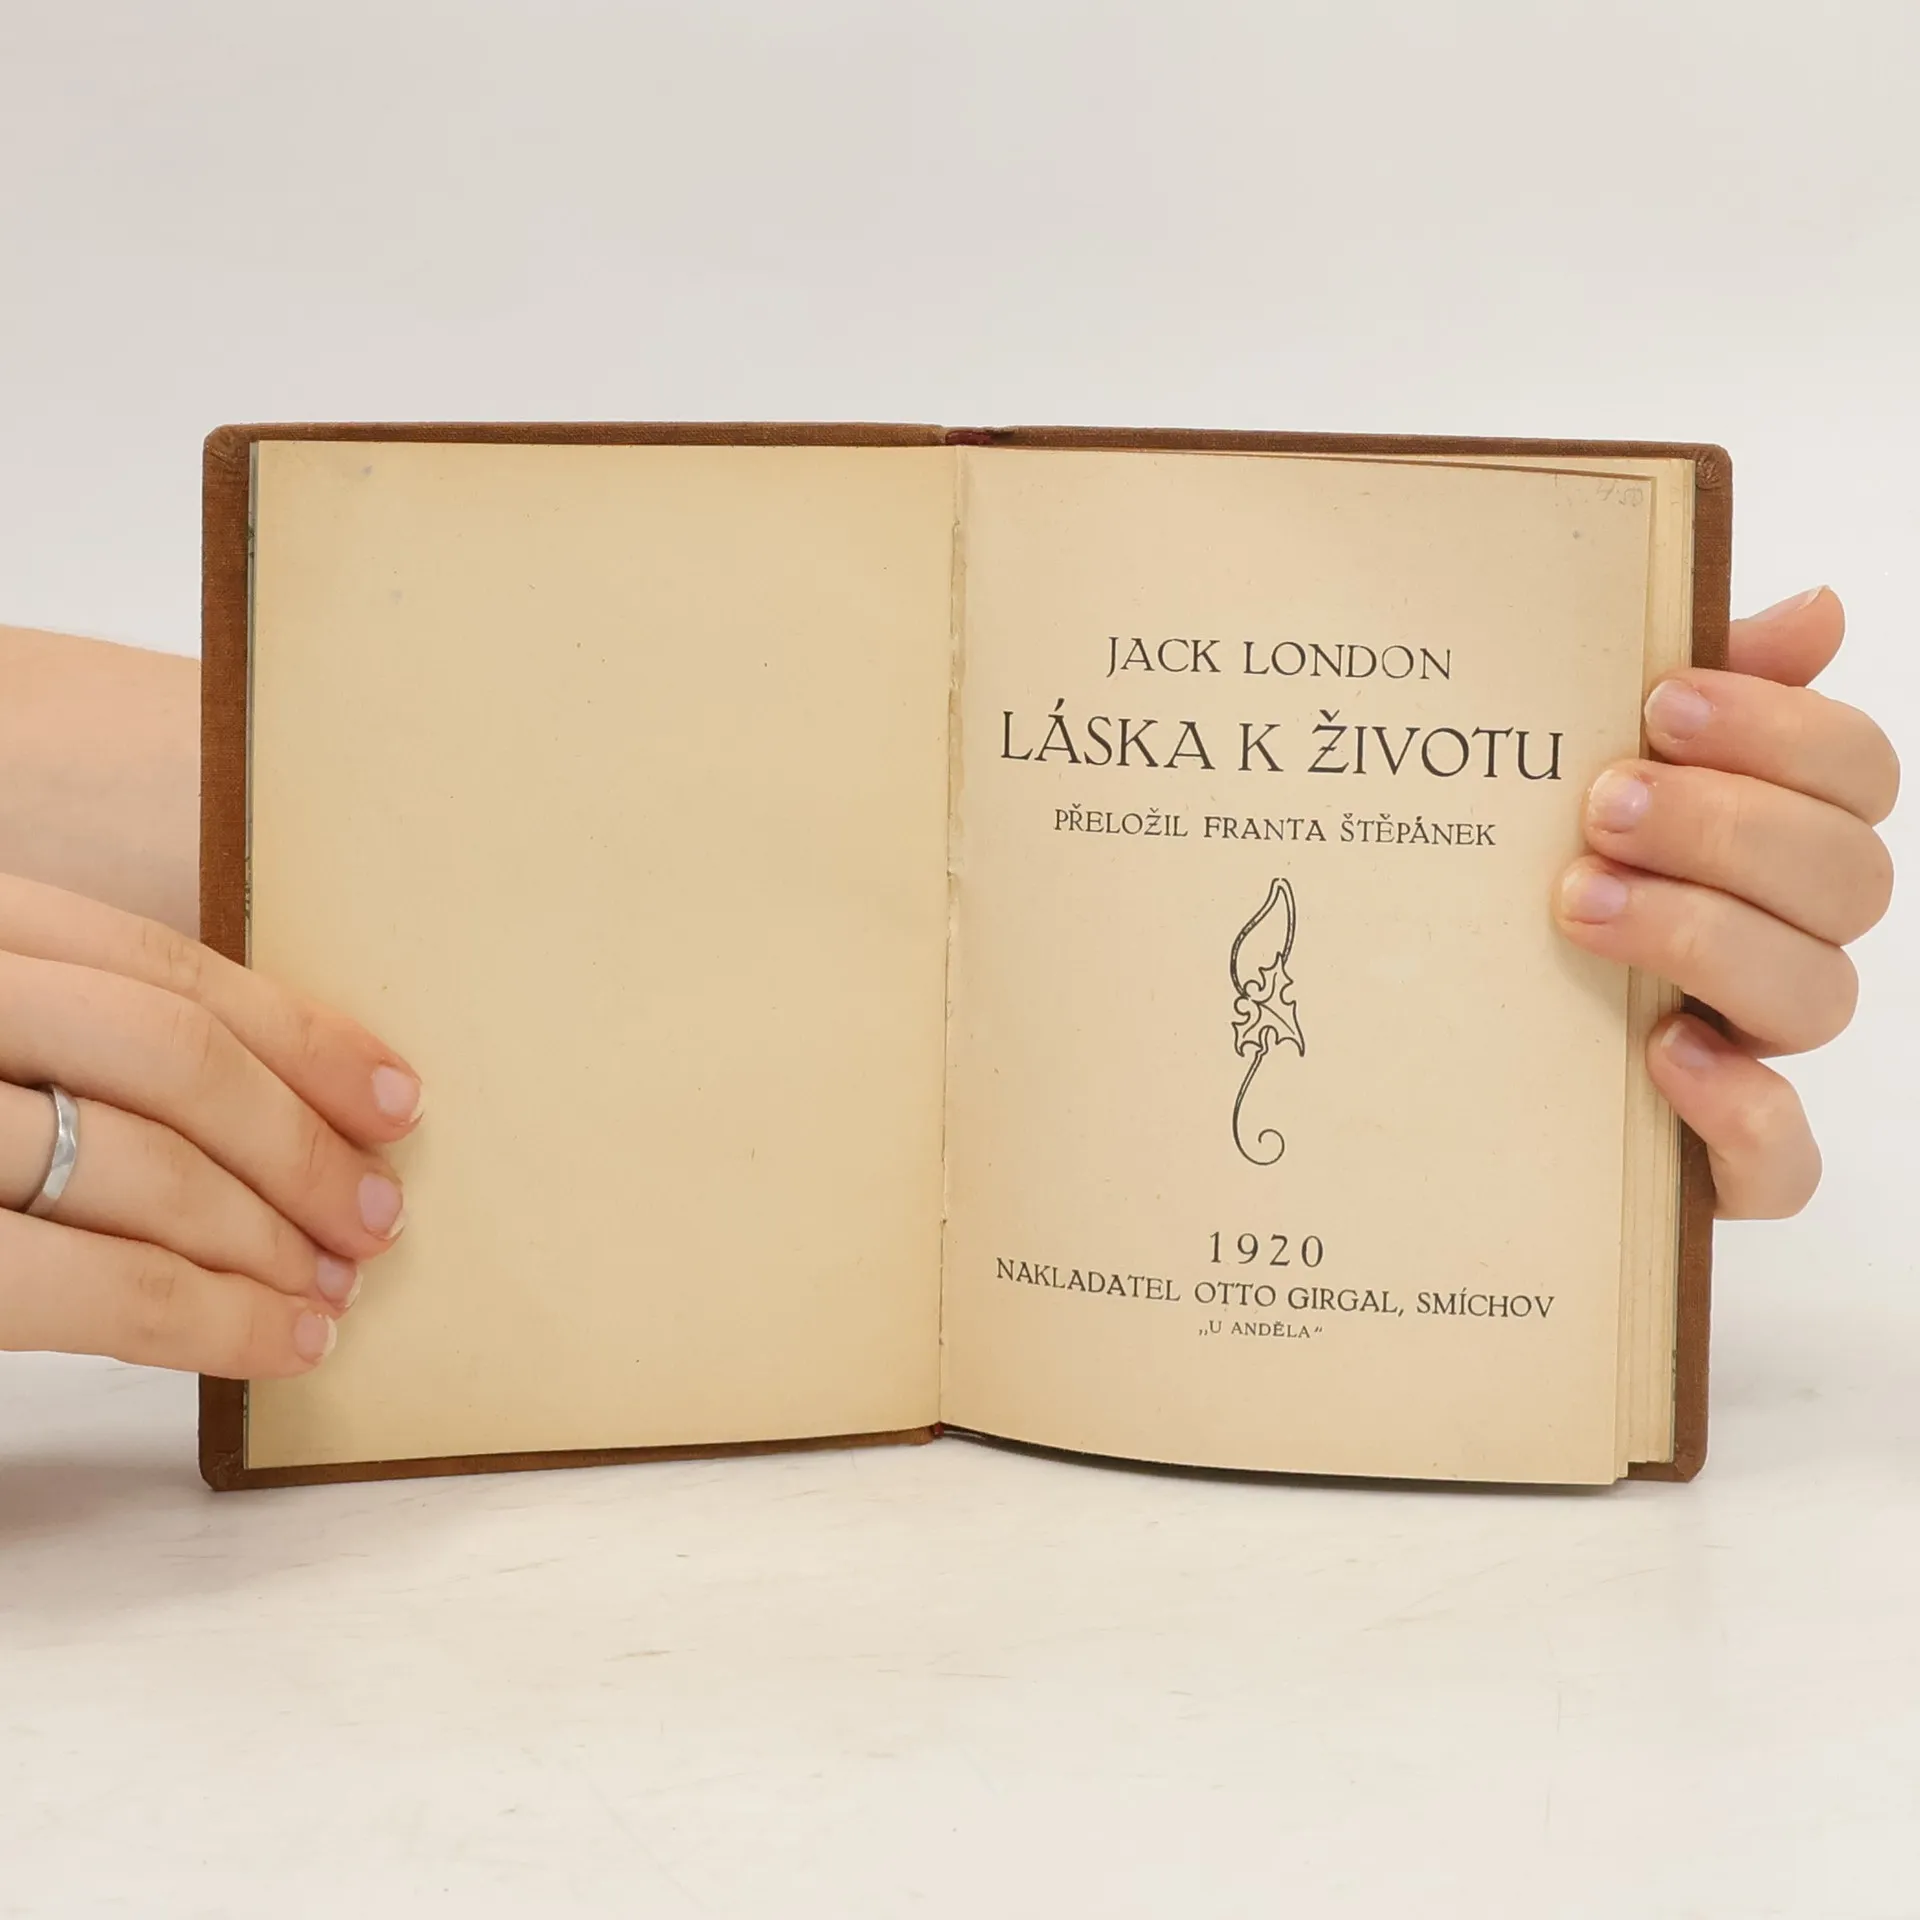 JACK LONDON
LÁSKA K ŽIVOTU
PŘELOŽIL FRANTA ŠTĚPÁNEK
1920
NAKLADATEL OTTO GIRGAL, SMÍCHOV
„U ANDĚLA“